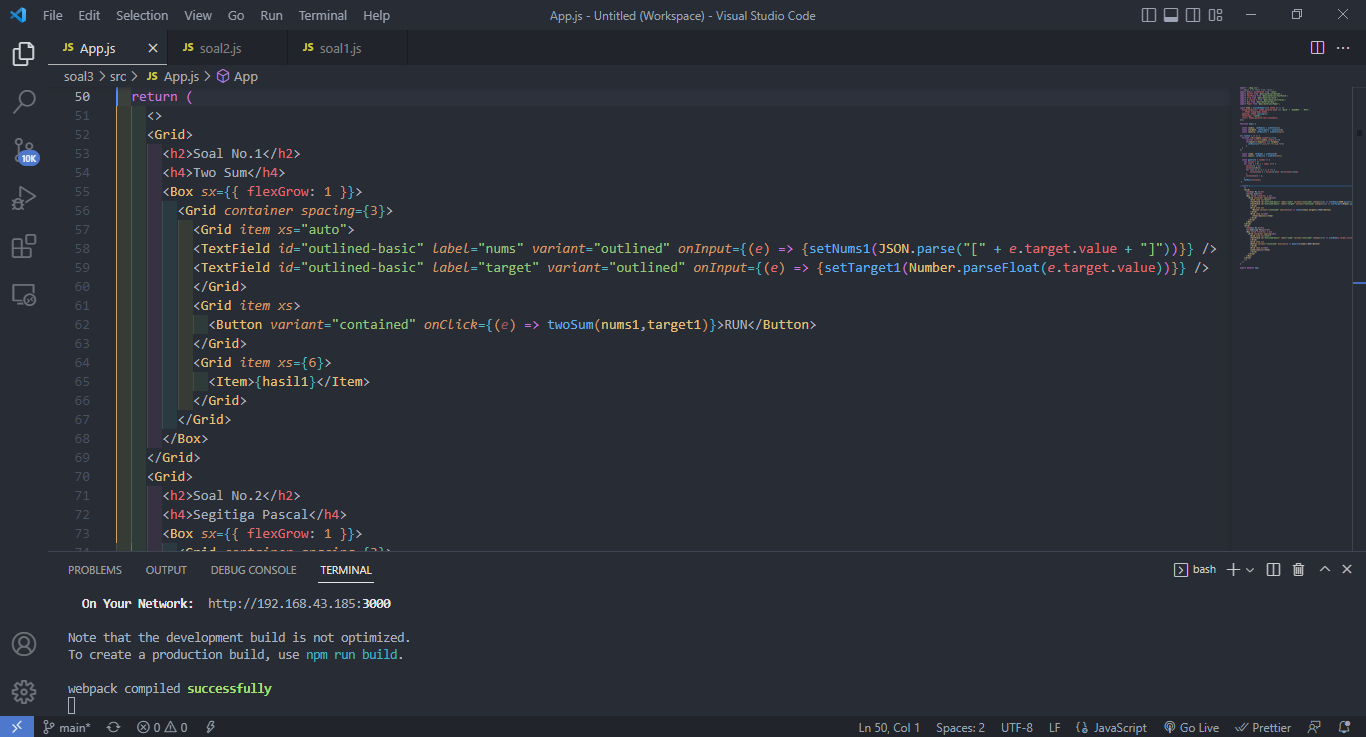 File Edit Selection View Go Run Terminal Help App.js - Untitled (Workspace) - Visual Studio Code
JS App.js JS soal2.js JS soal1.js
soal3 > src > JS App.js > App
10K
50 return (
51 <>
52 <Grid>
53 <h2>Soal No.1</h2>
54 <h4>Two Sum</h4>
55 <Box sx={{ flexGrow: 1 }}>
56 <Grid container spacing={3}>
57 <Grid item xs="auto">
58 <TextField id="outlined-basic" label="nums" variant="outlined" onInput={(e) => {setNums1(JSON.parse("[" + e.target.value + "]"))}} />
59 <TextField id="outlined-basic" label="target" variant="outlined" onInput={(e) => {setTarget1(Number.parseFloat(e.target.value))}} />
60 </Grid>
61 <Grid item xs>
62 <Button variant="contained" onClick={(e) => twoSum(nums1,target1)}>RUN</Button>
63 </Grid>
64 <Grid item xs={6}>
65 <Item>{hasil1}</Item>
66 </Grid>
67 </Grid>
68 </Box>
69 </Grid>
70 <Grid>
71 <h2>Soal No.2</h2>
72 <h4>Segitiga Pascal</h4>
73 <Box sx={{ flexGrow: 1 }}>
PROBLEMS OUTPUT DEBUG CONSOLE TERMINAL bash
On Your Network: http://192.168.43.185:3000
Note that the development build is not optimized.
To create a production build, use npm run build.
webpack compiled successfully
main* 0 0 Ln 50, Col 1 Spaces: 2 UTF-8 LF JavaScript Go Live Prettier